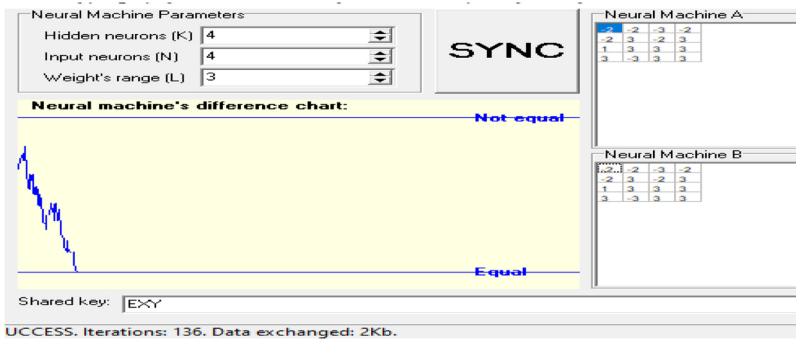 Neural Machine Parameters
Hidden neurons (K) 4
Input neurons (N) 4
Weight's range (L) 3
SYNC
Neural machine's difference chart:
Not equal
Equal
Neural Machine A
-2 -2 -3 -2
-2 3 -2 3
1 3 3 3
3 -3 3 3
Neural Machine B
-2 -2 -3 -2
-2 3 -2 3
1 3 3 3
3 -3 3 3
Shared key: EXY
UCCESS. Iterations: 136. Data exchanged: 2Kb.